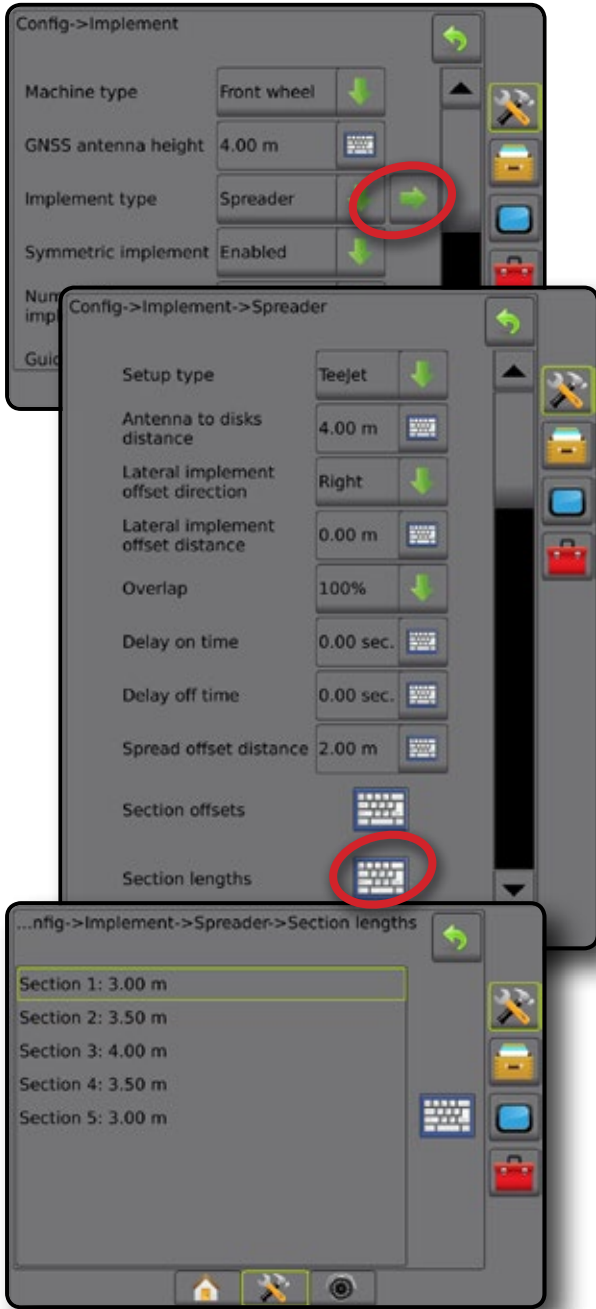 Config->Implement
Machine type Front wheel
GNSS antenna height 4.00 m
Implement type Spreader
Symmetric implement Enabled
Num
impl
Guid
Config->Implement->Spreader
Setup type TeeJet
Antenna to disks
distance 4.00 m
Lateral implement
offset direction Right
Lateral implement
offset distance 0.00 m
Overlap 100%
Delay on time 0.00 sec.
Delay off time 0.00 sec.
Spread offset distance 2.00 m
Section offsets
Section lengths
...nfig->Implement->Spreader->Section lengths
Section 1: 3.00 m
Section 2: 3.50 m
Section 3: 4.00 m
Section 4: 3.50 m
Section 5: 3.00 m